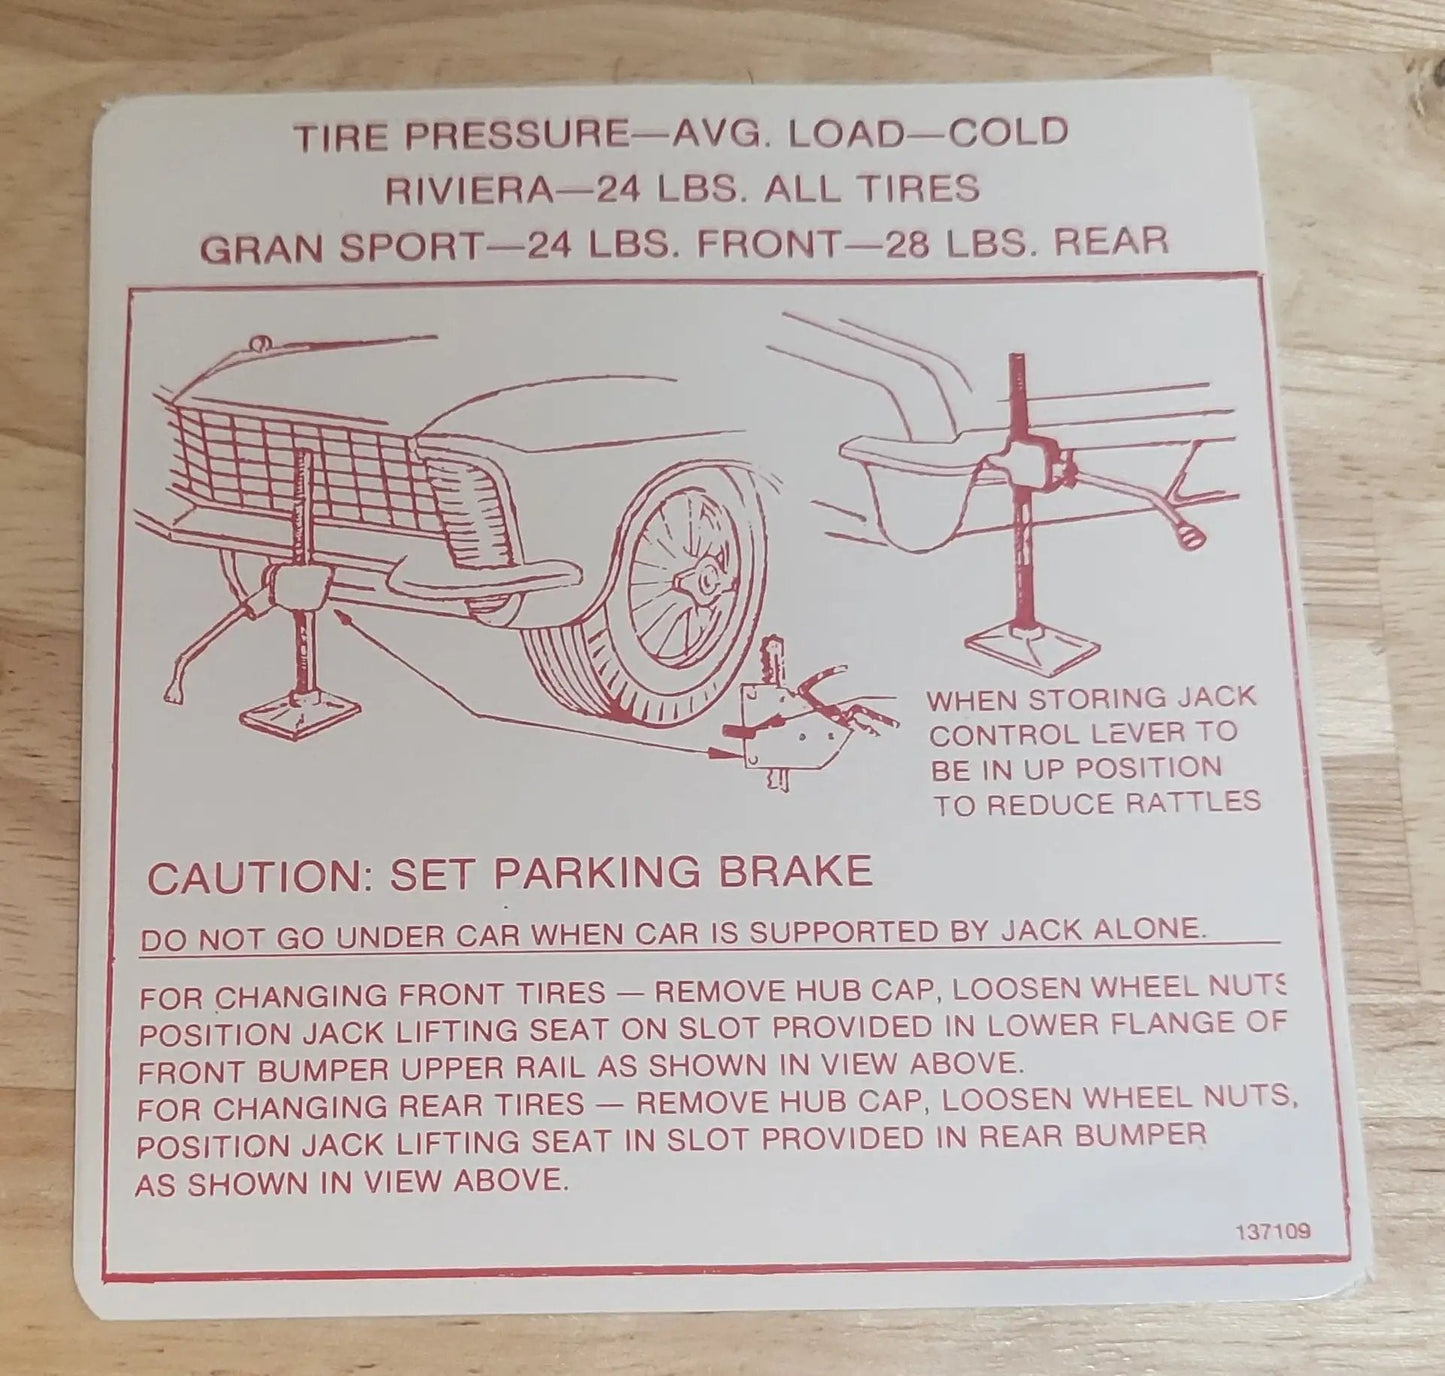 TIRE PRESSURE—AVG. LOAD—COLD
RIVIERA—24 LBS. ALL TIRES
GRAN SPORT—24 LBS. FRONT—28 LBS. REAR
WHEN STORING JACK
CONTROL LEVER TO
BE IN UP POSITION
TO REDUCE RATTLES
CAUTION: SET PARKING BRAKE
DO NOT GO UNDER CAR WHEN CAR IS SUPPORTED BY JACK ALONE.
FOR CHANGING FRONT TIRES — REMOVE HUB CAP, LOOSEN WHEEL NUTS
POSITION JACK LIFTING SEAT ON SLOT PROVIDED IN LOWER FLANGE OF
FRONT BUMPER UPPER RAIL AS SHOWN IN VIEW ABOVE.
FOR CHANGING REAR TIRES — REMOVE HUB CAP, LOOSEN WHEEL NUTS,
POSITION JACK LIFTING SEAT IN SLOT PROVIDED IN REAR BUMPER
AS SHOWN IN VIEW ABOVE.
137109